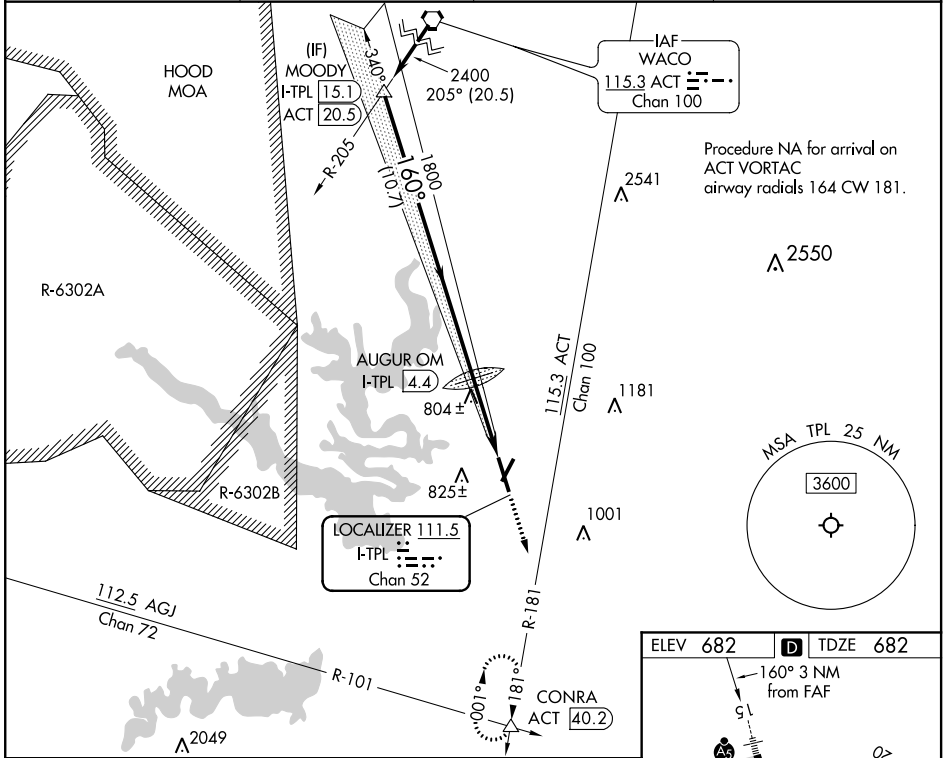 HOOD
MOA
(IF)
MOODY
I-TPL 15.1
ACT 20.5
340°
2400
205° (20.5)
IAF
WACO
115.3 ACT
Chan 100
Procedure NA for arrival on
ACT VORTAC
airway radials 164 CW 181.
R-205
1800
160°
(10.7)
2541
2550
R-6302A
AUGUR OM
I-TPL 4.4
804±
115.3 ACT
Chan 100
1181
MSA TPL 25 NM
3600
R-6302B
825±
LOCALIZER 111.5
I-TPL
Chan 52
1001
112.5 AGJ
Chan 72
R-181
R-101
001°
181°
CONRA
ACT 40.2
2049
ELEV 682 D TDZE 682
160° 3 NM
from FAF
15
A5
02